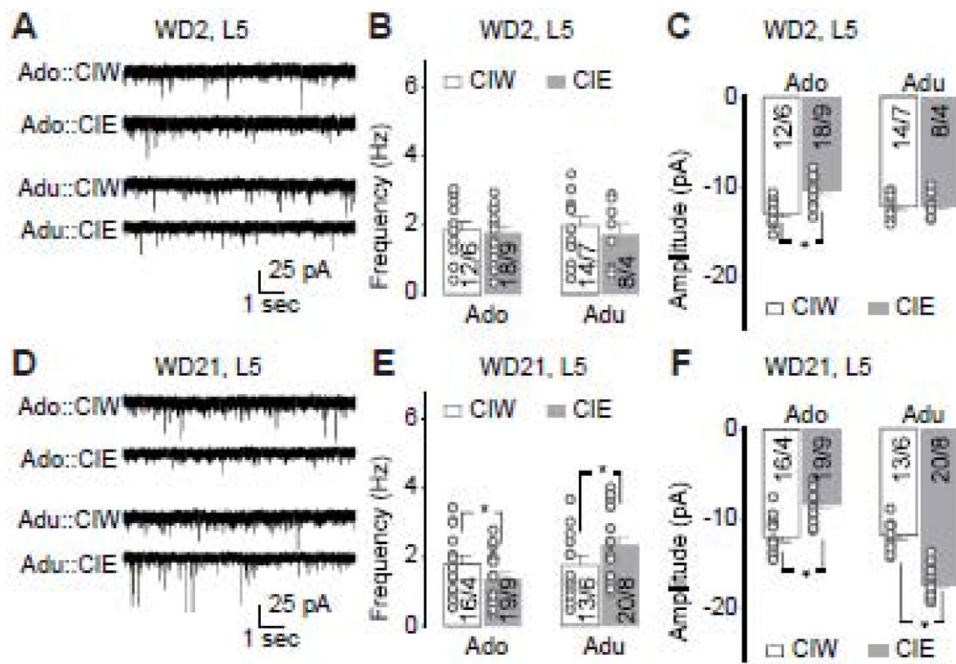 A WD2, L5
Ado::CIW
Ado::CIE
Adu::CIW
Adu::CIE
25 pA
1 sec
B WD2, L5
CIW CIE
Frequency (Hz)
6
4
2
0
12/6 18/9 14/7 8/4
Ado Adu
C WD2, L5
Ado Adu
Amplitude (pA)
0
-10
-20
12/6 18/9 14/7 8/4
*
CIW CIE
D WD21, L5
Ado::CIW
Ado::CIE
Adu::CIW
Adu::CIE
25 pA
1 sec
E WD21, L5
CIW CIE
Frequency (Hz)
6
4
2
0
* *
16/4 19/9 13/6 20/8
Ado Adu
F WD21, L5
Ado Adu
Amplitude (pA)
0
-10
-20
16/4 19/9 13/6 20/8
* *
CIW CIE